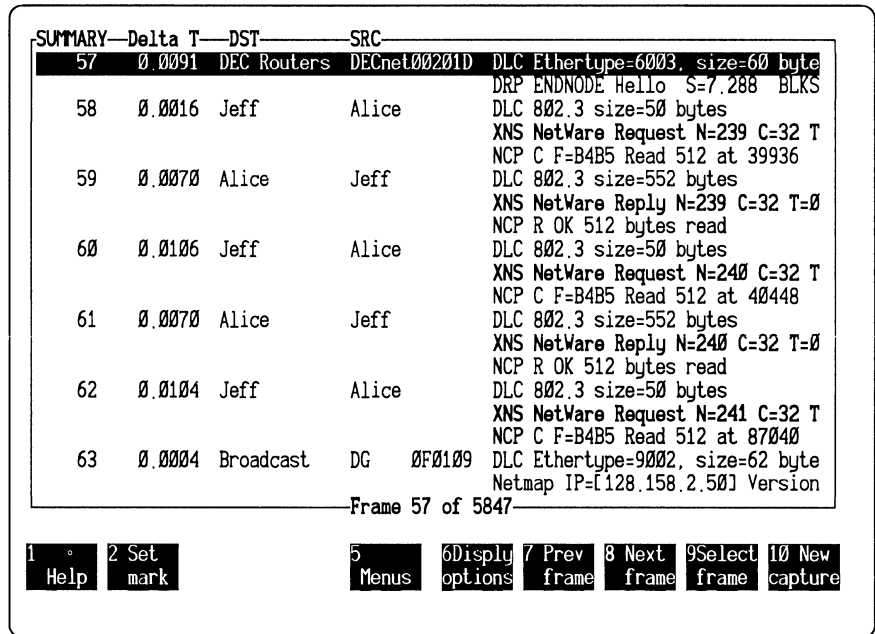 SUMMARY—Delta T—DST—SRC
57 0.0091 DEC Routers DECnet00201D DLC Ethertype=6003, size=60 byte
DRP ENDNODE Hello S=7.288 BLKS
58 0.0016 Jeff Alice DLC 802.3 size=50 bytes
XNS NetWare Request N=239 C=32 T
NCP C F=B4B5 Read 512 at 39936
59 0.0070 Alice Jeff DLC 802.3 size=552 bytes
XNS NetWare Reply N=239 C=32 T=0
NCP R OK 512 bytes read
60 0.0106 Jeff Alice DLC 802.3 size=50 bytes
XNS NetWare Request N=240 C=32 T
NCP C F=B4B5 Read 512 at 40448
61 0.0070 Alice Jeff DLC 802.3 size=552 bytes
XNS NetWare Reply N=240 C=32 T=0
NCP R OK 512 bytes read
62 0.0104 Jeff Alice DLC 802.3 size=50 bytes
XNS NetWare Request N=241 C=32 T
NCP C F=B4B5 Read 512 at 87040
63 0.0004 Broadcast DG 0F0109 DLC Ethertype=9002, size=62 byte
Netmap IP=[128.158.2.50] Version
Frame 57 of 5847
1 2 Set 5 6Disply 7 Prev 8 Next 9Select 10 New
Help mark Menus options frame frame frame capture